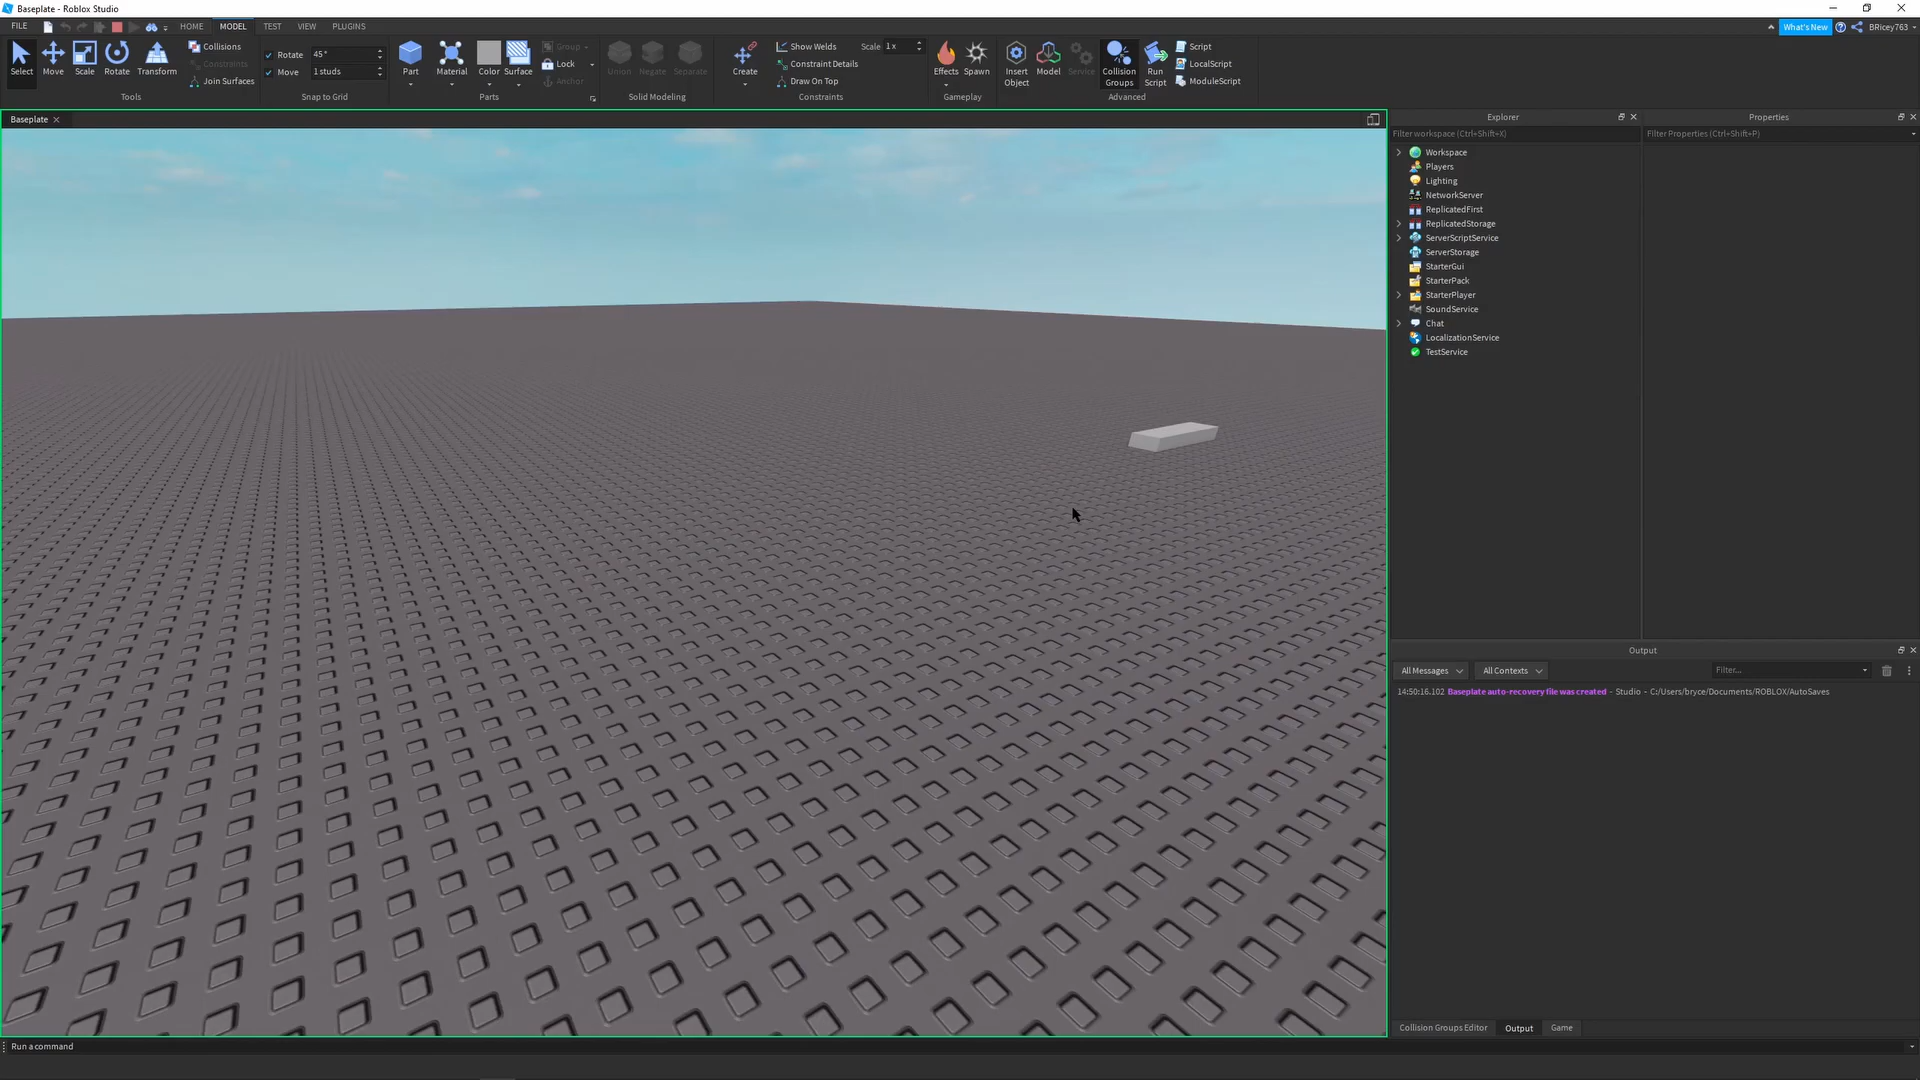 Baseplate - Roblox Studio
FILE HOME MODEL TEST VIEW PLUGINS
What's New
BRicey763
Select
Move
Scale
Rotate
Transform
Collisions
Constraints
Join Surfaces
Tools
Rotate 45°
Move 1 studs
Snap to Grid
Part
Material
Color
Surface
Group
Lock
Anchor
Parts
Union
Negate
Separate
Solid Modeling
Create
Show Welds
Constraint Details
Draw On Top
Scale 1 x
Constraints
Effects
Spawn
Gameplay
Insert
Object
Model
Service
Collision
Groups
Run
Script
Script
LocalScript
ModuleScript
Advanced
Baseplate
Explorer
Filter workspace (Ctrl+Shift+X)
Workspace
Players
Lighting
NetworkServer
ReplicatedFirst
ReplicatedStorage
ServerScriptService
ServerStorage
StarterGui
StarterPack
StarterPlayer
SoundService
Chat
LocalizationService
TestService
Properties
Filter Properties (Ctrl+Shift+P)
Output
All Messages
All Contexts
Filter...
14:50:16.102 Baseplate auto-recovery file was created - Studio - C:/Users/bryce/Documents/ROBLOX/AutoSaves
Collision Groups Editor
Output
Game
Run a command